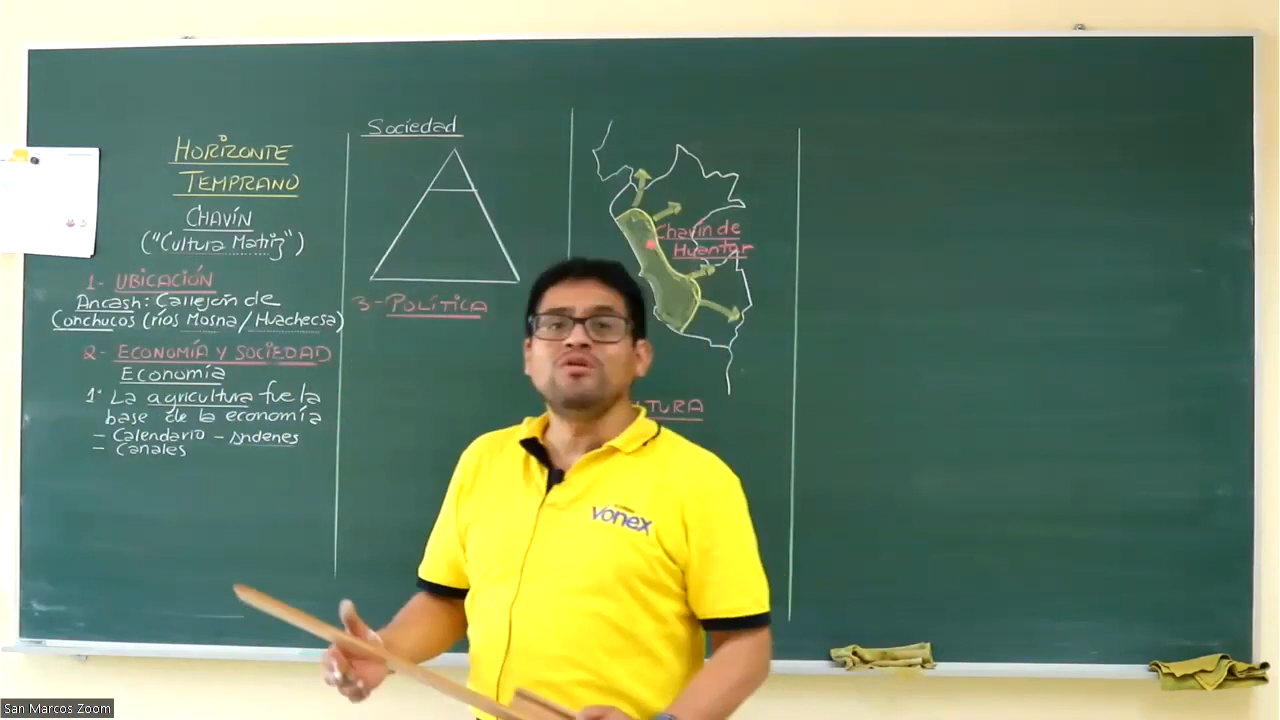 HORIZONTE
TEMPRANO
CHAVÍN
("Cultura Matriz")
1- UBICACIÓN
Ancash: Callejón de
Conchucos (ríos Mosna/Huachecsa)
2- ECONOMÍA Y SOCIEDAD
Economía
1° La agricultura fue la
base de la economía
- Calendario - Andenes
- Canales
Sociedad
3- POLÍTICA
Chavín de
Huantar
LTURA
vonex
San Marcos Zoom